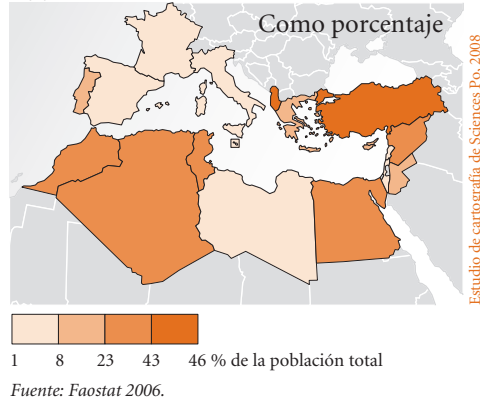 Como porcentaje
Estudio de cartografía de Sciences Po, 2008
1 8 23 43 46 % de la población total
Fuente: Faostat 2006.